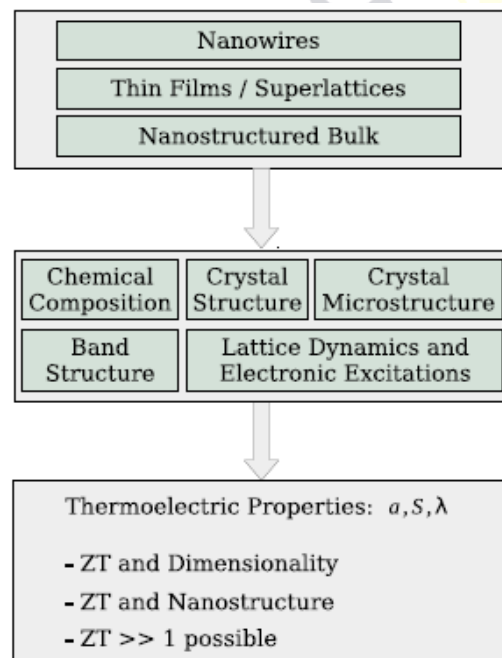 Nanowires
Thin Films / Superlattices
Nanostructured Bulk
Chemical
Composition
Crystal
Structure
Crystal
Microstructure
Band
Structure
Lattice Dynamics and
Electronic Excitations
Thermoelectric Properties: a,S,λ
- ZT and Dimensionality
- ZT and Nanostructure
- ZT >> 1 possible